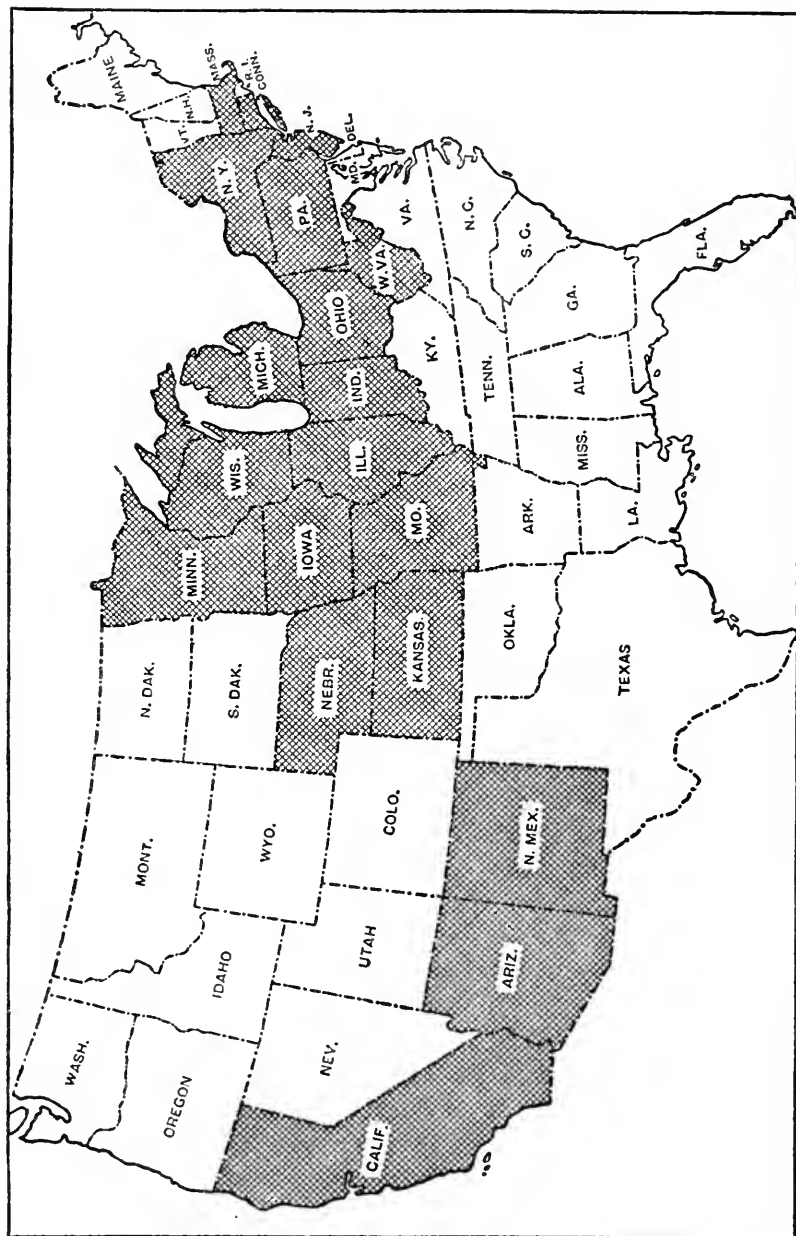 WASH.
OREGON
CALIF.
NEV.
IDAHO
MONT.
WYO.
UTAH
ARIZ.
COLO.
N. MEX.
N. DAK.
S. DAK.
NEBR.
KANSAS.
OKLA.
TEXAS
MINN.
IOWA
MO.
ARK.
LA.
WIS.
ILL.
MICH.
IND.
OHIO
KY.
TENN.
MISS.
ALA.
GA.
FLA.
S. C.
N. C.
VA.
W. VA.
PA.
N. Y.
MD.
DEL.
N. J.
CONN.
R. I.
MASS.
VT.
N. H.
MAINE